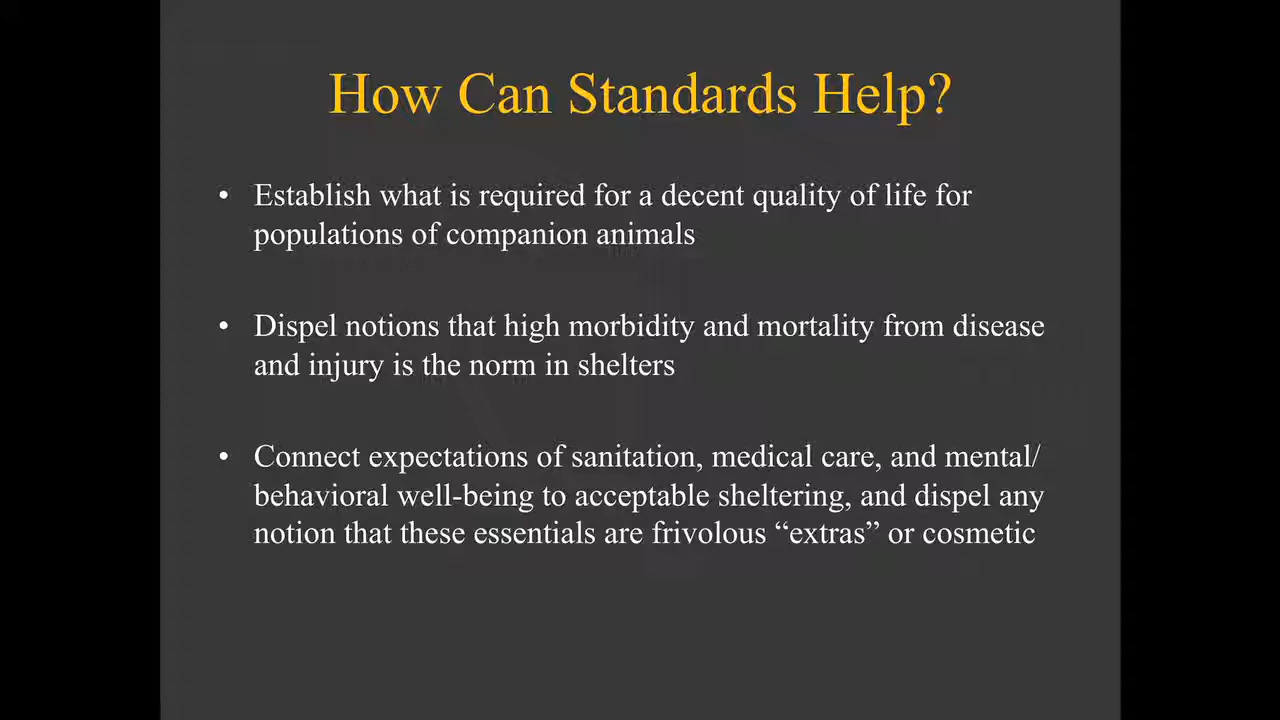 How Can Standards Help?
• Establish what is required for a decent quality of life for
populations of companion animals
• Dispel notions that high morbidity and mortality from disease
and injury is the norm in shelters
• Connect expectations of sanitation, medical care, and mental/
behavioral well-being to acceptable sheltering, and dispel any
notion that these essentials are frivolous “extras” or cosmetic